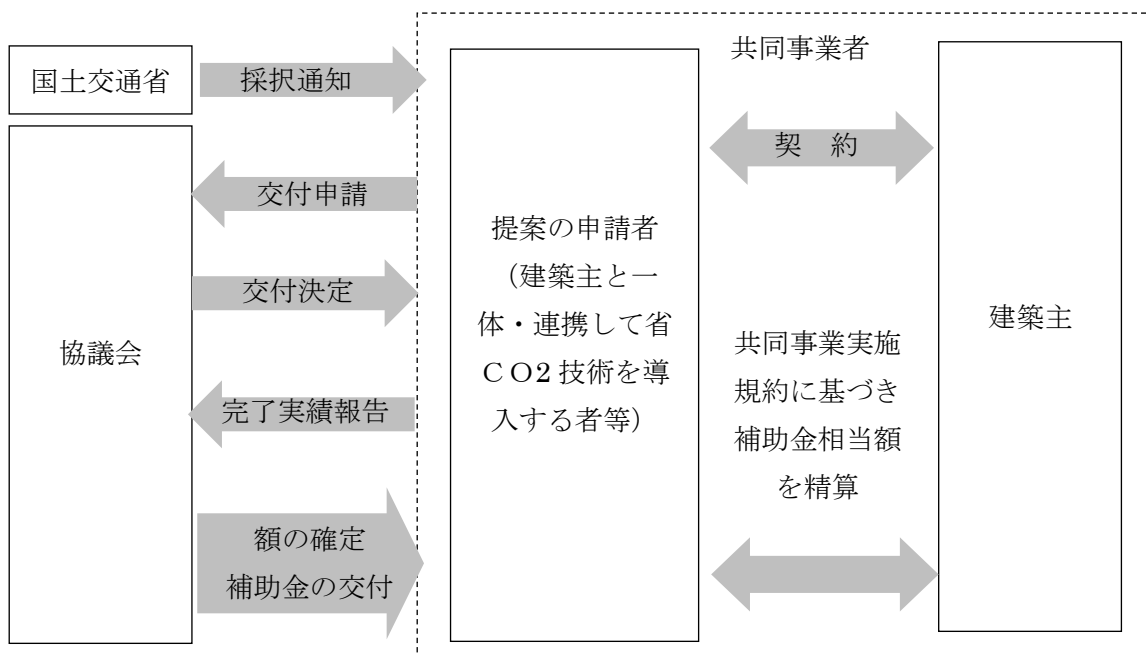 共同事業者
国土交通省
採択通知
契　約
交付申請
提案の申請者
（建築主と一
体・連携して省
ＣＯ2 技術を導
入する者等）
交付決定
協議会
建築主
完了実績報告
共同事業実施
規約に基づき
補助金相当額
を精算
額の確定
補助金の交付